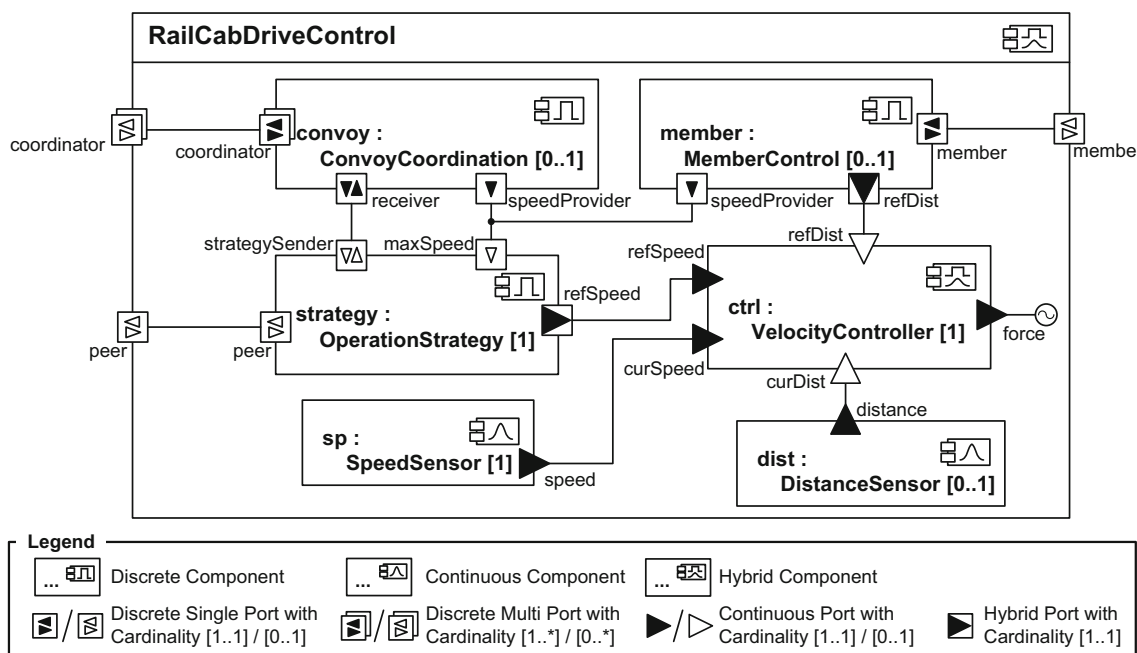 RailCabDriveControl
convoy :
ConvoyCoordination [0..1]
member :
MemberControl [0..1]
coordinator
coordinator
member
membe
receiver
speedProvider
speedProvider
refDist
strategySender
maxSpeed
refDist
refSpeed
refSpeed
strategy :
OperationStrategy [1]
ctrl :
VelocityController [1]
peer
peer
force
curSpeed
curDist
distance
sp :
SpeedSensor [1]
speed
dist :
DistanceSensor [0..1]
Legend
... Discrete Component
... Continuous Component
... Hybrid Component
/ Discrete Single Port with
Cardinality [1..1] / [0..1]
/ Discrete Multi Port with
Cardinality [1..*] / [0..*]
/ Continuous Port with
Cardinality [1..1] / [0..1]
Hybrid Port with
Cardinality [1..1]